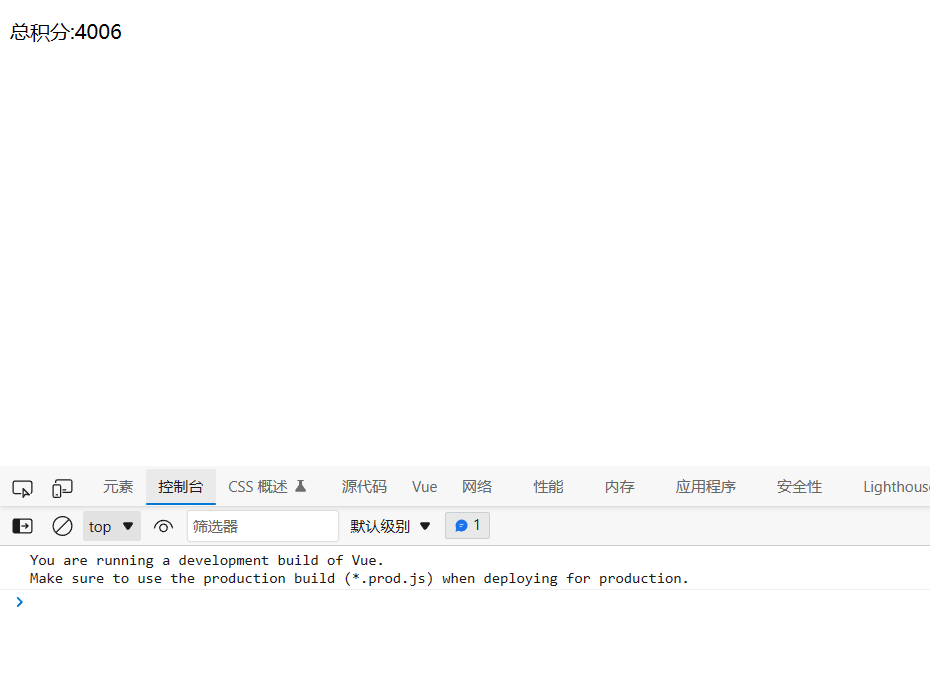 总积分:4006
元素 控制台 CSS 概述 源代码 Vue 网络 性能 内存 应用程序 安全性 Lighthous
top 筛选器 默认级别 1
You are running a development build of Vue.
Make sure to use the production build (*.prod.js) when deploying for production.